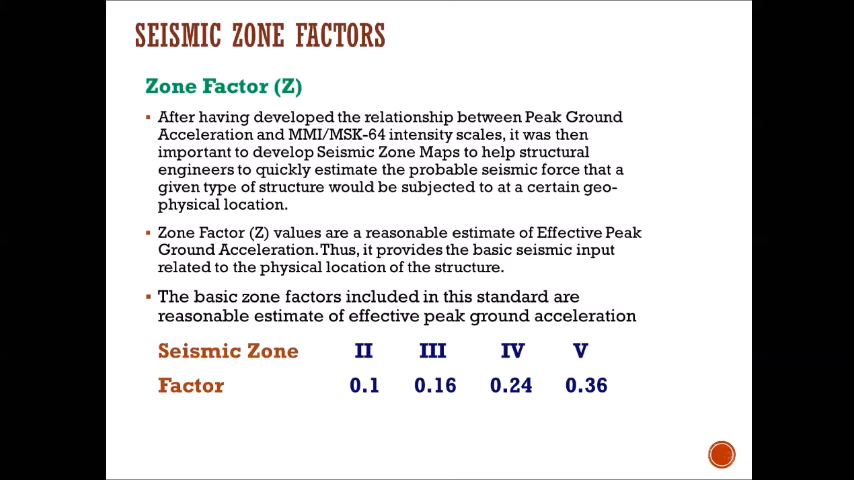 SEISMIC ZONE FACTORS
Zone Factor (Z)
▪ After having developed the relationship between Peak Ground
Acceleration and MMI/MSK-64 intensity scales, it was then
important to develop Seismic Zone Maps to help structural
engineers to quickly estimate the probable seismic force that a
given type of structure would be subjected to at a certain geo-
physical location.
▪ Zone Factor (Z) values are a reasonable estimate of Effective Peak
Ground Acceleration. Thus, it provides the basic seismic input
related to the physical location of the structure.
▪ The basic zone factors included in this standard are
reasonable estimate of effective peak ground acceleration
Seismic Zone II III IV V
Factor 0.1 0.16 0.24 0.36